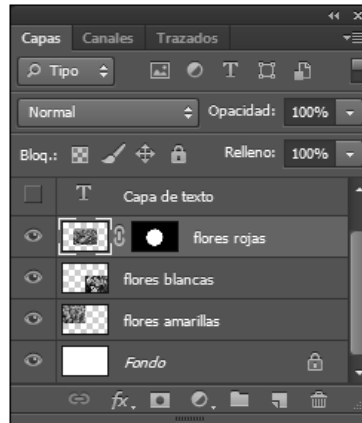 Capas Canales Trazados
Tipo T
Normal Opacidad: 100%
Bloq.: Relleno: 100%
T Capa de texto
flores rojas
flores blancas
flores amarillas
Fondo
fx.